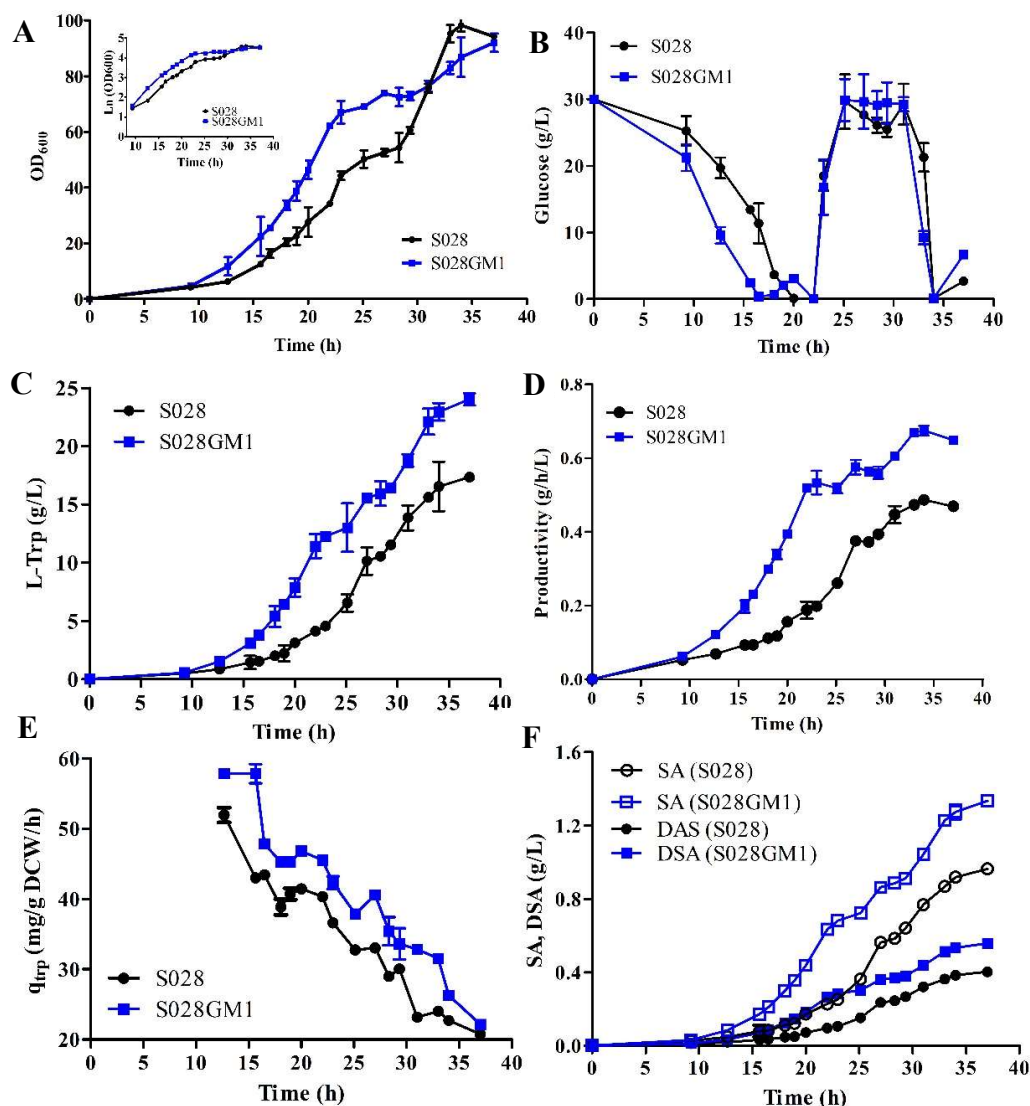 A
100
80
60
40
20
0
OD600
0 5 10 15 20 25 30 35 40
Time (h)
S028
S028GM1
5
4
3
2
1
0
Ln (OD600)
10 15 20 25 30 35 40
Time (h)
S028
S028GM1
B
40
30
20
10
0
Glucose (g/L)
0 5 10 15 20 25 30 35 40
Time (h)
S028
S028GM1
C
25
20
15
10
5
0
L-Trp (g/L)
0 5 10 15 20 25 30 35 40
Time (h)
S028
S028GM1
D
0.8
0.6
0.4
0.2
0.0
Productivity (g/h/L)
0 5 10 15 20 25 30 35 40
Time (h)
S028
S028GM1
E
60
50
40
30
20
qtrp (mg/g DCW/h)
0 5 10 15 20 25 30 35 40
Time (h)
S028
S028GM1
F
1.6
1.2
0.8
0.4
0.0
SA, DSA (g/L)
0 5 10 15 20 25 30 35 40
Time (h)
SA (S028)
SA (S028GM1)
DAS (S028)
DSA (S028GM1)